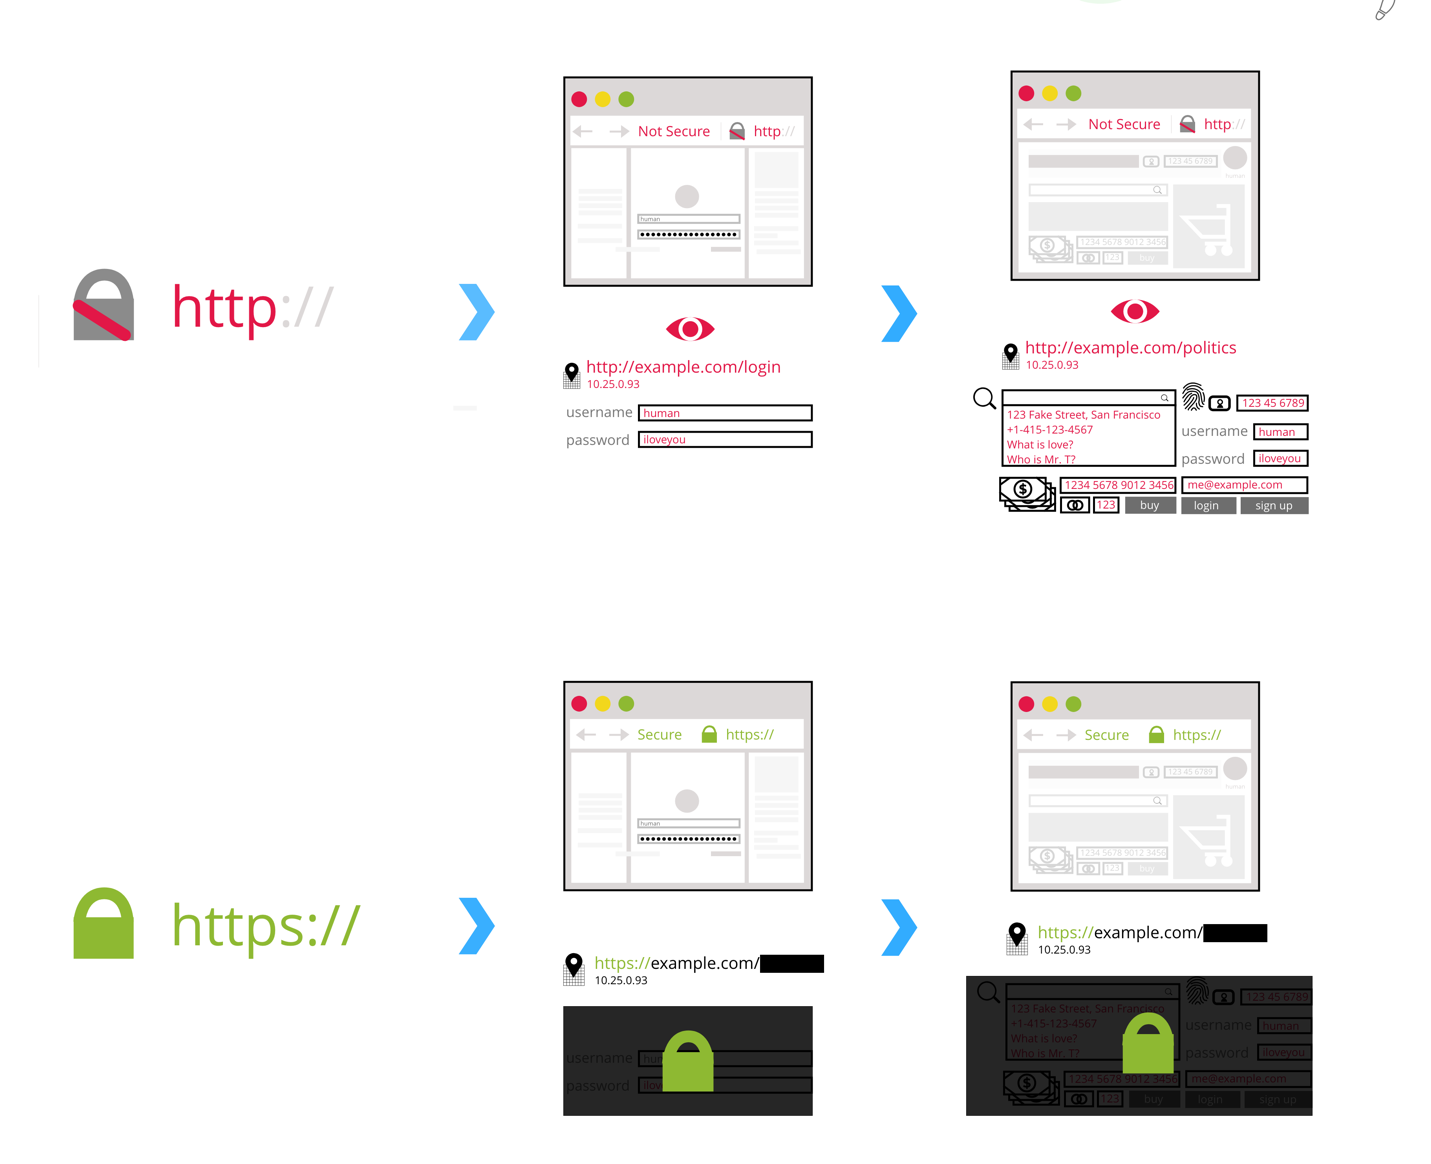 http://
Not Secure http://
human
http://example.com/login
10.25.0.93
username human
password iloveyou
Not Secure http://
123 45 6789
human
1234 5678 9012 3456
123 buy
http://example.com/politics
10.25.0.93
123 45 6789
123 Fake Street, San Francisco
+1-415-123-4567
What is love?
Who is Mr. T?
username human
password iloveyou
1234 5678 9012 3456 me@example.com
123 buy login sign up
https://
Secure https://
human
https://example.com/
10.25.0.93
username hum
password ilov
Secure https://
123 45 6789
human
1234 5678 9012 3456
123 buy
https://example.com/
10.25.0.93
123 45 6789
123 Fake Street, San Francisco
+1-415-123-4567
What is love?
Who is Mr. T?
username human
password iloveyou
1234 5678 9012 3456 me@example.com
123 buy login sign up